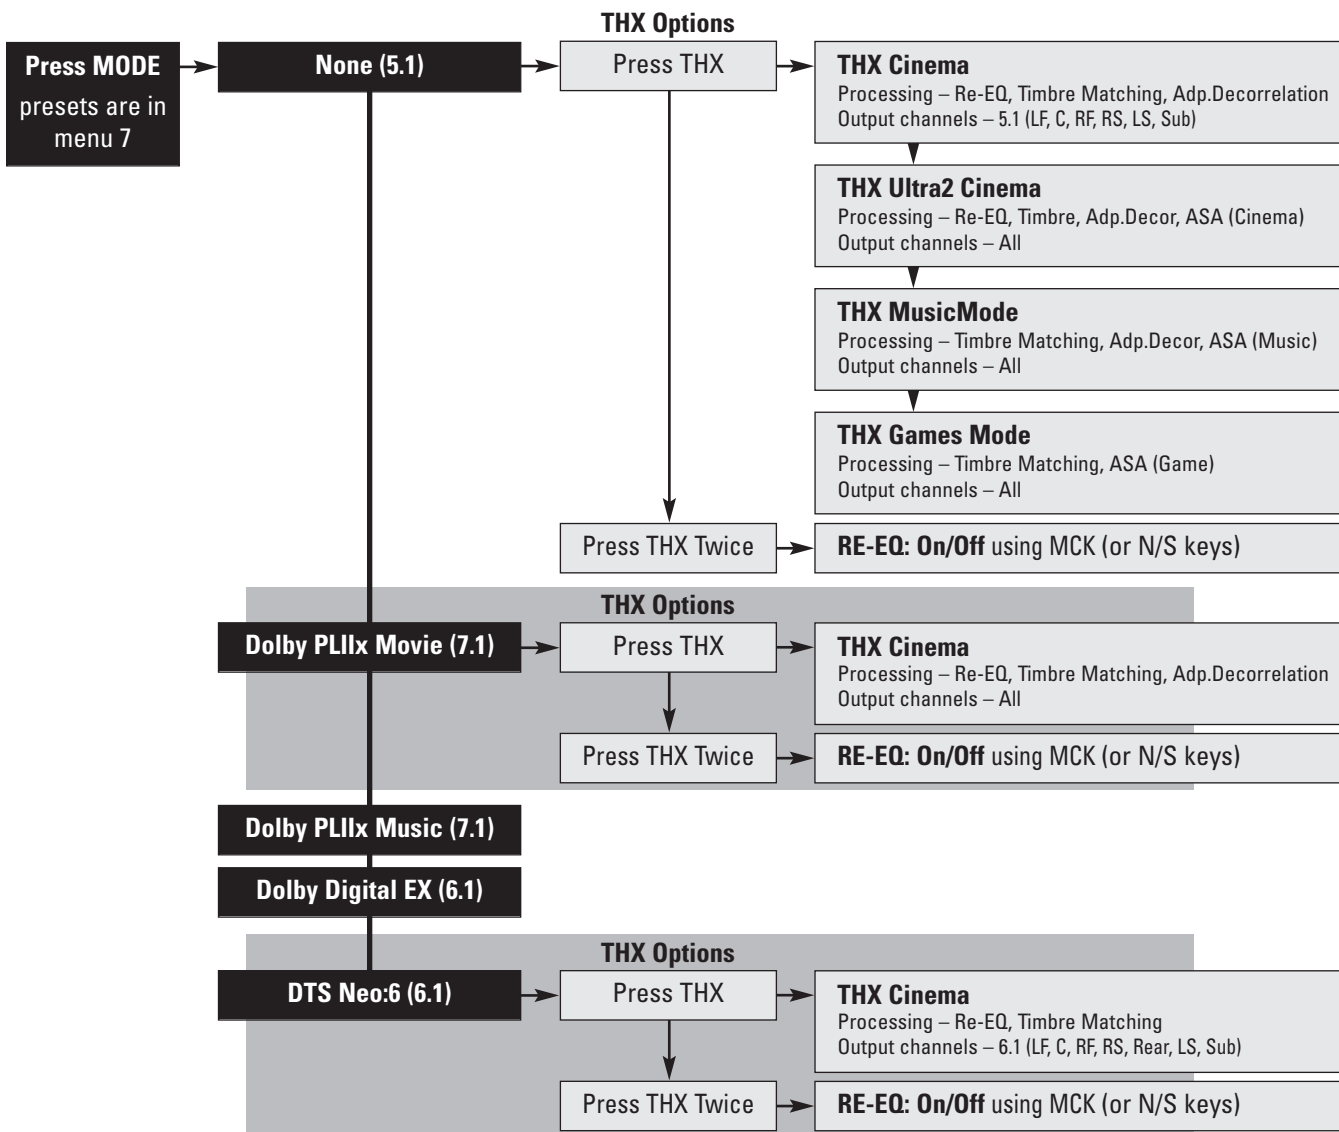 THX Options
Press MODE
presets are in
menu 7
None (5.1)
Press THX
THX Cinema
Processing – Re-EQ, Timbre Matching, Adp.Decorrelation
Output channels – 5.1 (LF, C, RF, RS, LS, Sub)
THX Ultra2 Cinema
Processing – Re-EQ, Timbre, Adp.Decor, ASA (Cinema)
Output channels – All
THX MusicMode
Processing – Timbre Matching, Adp.Decor, ASA (Music)
Output channels – All
THX Games Mode
Processing – Timbre Matching, ASA (Game)
Output channels – All
Press THX Twice
RE-EQ: On/Off using MCK (or N/S keys)
THX Options
Dolby PLIIx Movie (7.1)
Press THX
THX Cinema
Processing – Re-EQ, Timbre Matching, Adp.Decorrelation
Output channels – All
Press THX Twice
RE-EQ: On/Off using MCK (or N/S keys)
Dolby PLIIx Music (7.1)
Dolby Digital EX (6.1)
THX Options
DTS Neo:6 (6.1)
Press THX
THX Cinema
Processing – Re-EQ, Timbre Matching
Output channels – 6.1 (LF, C, RF, RS, Rear, LS, Sub)
Press THX Twice
RE-EQ: On/Off using MCK (or N/S keys)